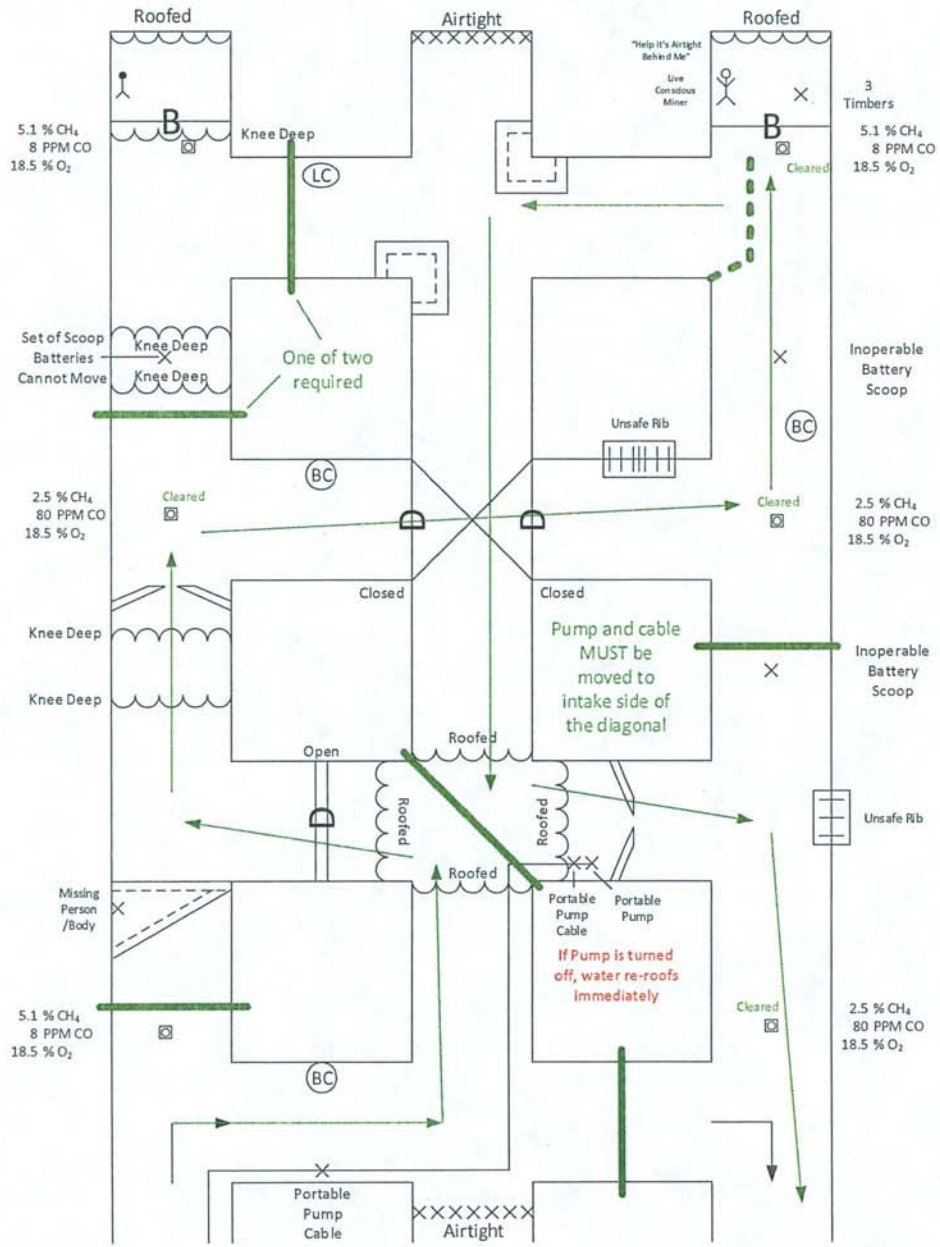 Roofed
Airtight
Roofed
"Help it's Airtight
Behind Me"
Live
Conscious
Miner
3
Timbers
B
B
5.1 % CH₄
8 PPM CO
18.5 % O₂
Knee Deep
LC
Cleared
5.1 % CH₄
8 PPM CO
18.5 % O₂
Set of Scoop
Batteries
Cannot Move
Knee Deep
Knee Deep
One of two
required
Inoperable
Battery
Scoop
Unsafe Rib
BC
BC
2.5 % CH₄
80 PPM CO
18.5 % O₂
Cleared
D
D
Cleared
2.5 % CH₄
80 PPM CO
18.5 % O₂
Closed
Closed
Knee Deep
Knee Deep
Pump and cable
MUST be
moved to
intake side of
the diagonal
Inoperable
Battery
Scoop
Open
Roofed
D
Roofed
Roofed
Roofed
Unsafe Rib
Missing
Person
/Body
Portable
Pump
Cable
Portable
Pump
If Pump is turned
off, water re-roofs
immediately
5.1 % CH₄
8 PPM CO
18.5 % O₂
Cleared
2.5 % CH₄
80 PPM CO
18.5 % O₂
BC
Portable
Pump
Cable
Airtight